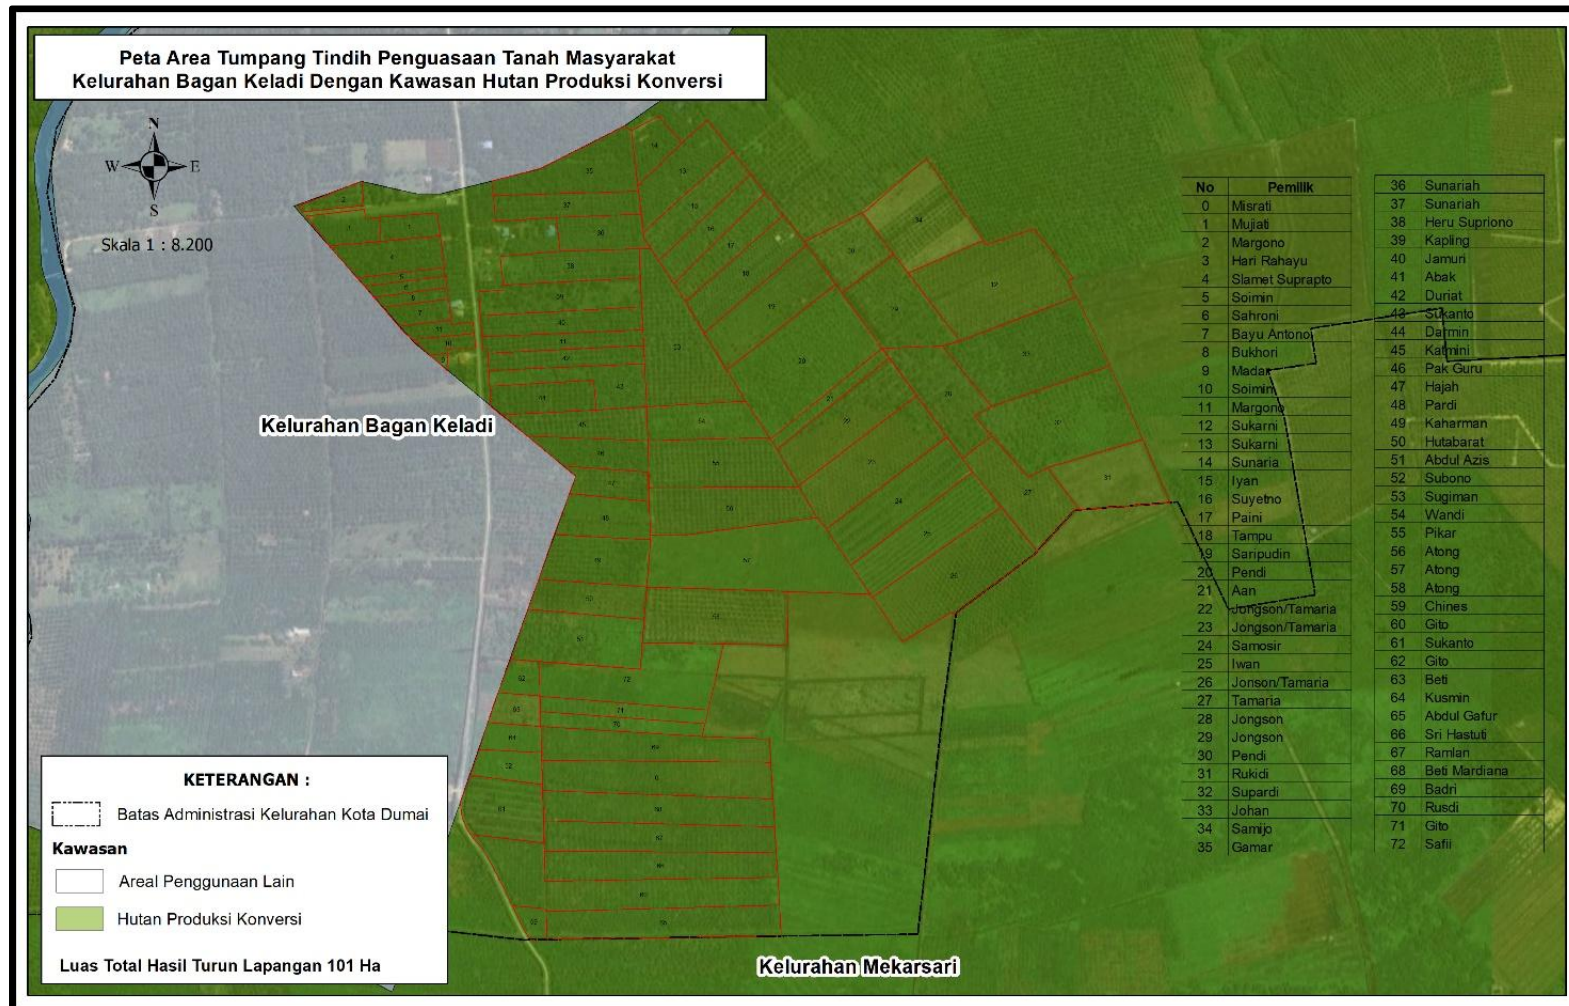 Peta Area Tumpang Tindih Penguasaan Tanah Masyarakat
Kelurahan Bagan Keladi Dengan Kawasan Hutan Produksi Konversi
N
W E
S
Skala 1 : 8.200
Kelurahan Bagan Keladi
Kelurahan Mekarsari
No Pemilik
0 Misrati
1 Mujiati
2 Margono
3 Hari Rahayu
4 Slamet Suprapto
5 Soimin
6 Sahroni
7 Bayu Antono
8 Bukhori
9 Madan
10 Soimin
11 Margono
12 Sukarni
13 Sukarni
14 Sunaria
15 Iyan
16 Suyetno
17 Paini
18 Tampu
19 Saripudin
20 Pendi
21 Aan
22 Jongson/Tamaria
23 Jongson/Tamaria
24 Samosir
25 Iwan
26 Jonson/Tamaria
27 Tamaria
28 Jongson
29 Jongson
30 Pendi
31 Rukidi
32 Supardi
33 Johan
34 Samijo
35 Gamar
36 Sunariah
37 Sunariah
38 Heru Supriono
39 Kapling
40 Jamuri
41 Abak
42 Duriat
43 Sukanto
44 Darmin
45 Katmini
46 Pak Guru
47 Hajah
48 Pardi
49 Kaharman
50 Hutabarat
51 Abdul Azis
52 Subono
53 Sugiman
54 Wandi
55 Pikar
56 Atong
57 Atong
58 Atong
59 Chines
60 Gito
61 Sukanto
62 Gito
63 Beti
64 Kusmin
65 Abdul Gafur
66 Sri Hastuti
67 Ramlan
68 Beti Mardiana
69 Badri
70 Rusdi
71 Gito
72 Safii
KETERANGAN :
Batas Administrasi Kelurahan Kota Dumai
Kawasan
Areal Penggunaan Lain
Hutan Produksi Konversi
Luas Total Hasil Turun Lapangan 101 Ha